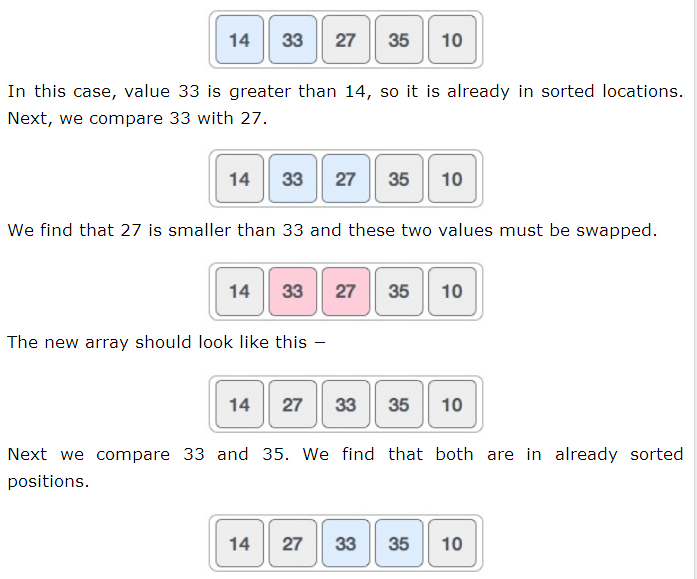 14 33 27 35 10
In this case, value 33 is greater than 14, so it is already in sorted locations.
Next, we compare 33 with 27.
14 33 27 35 10
We find that 27 is smaller than 33 and these two values must be swapped.
14 33 27 35 10
The new array should look like this −
14 27 33 35 10
Next we compare 33 and 35. We find that both are in already sorted
positions.
14 27 33 35 10